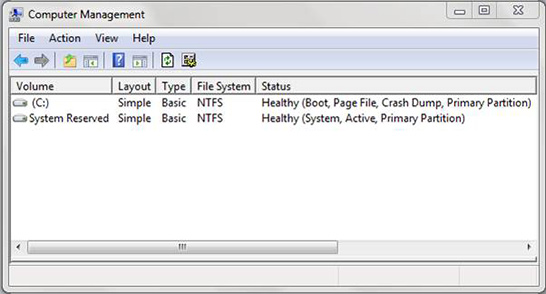 Computer Management
File Action View Help
Volume Layout Type File System Status
(C:) Simple Basic NTFS Healthy (Boot, Page File, Crash Dump, Primary Partition)
System Reserved Simple Basic NTFS Healthy (System, Active, Primary Partition)